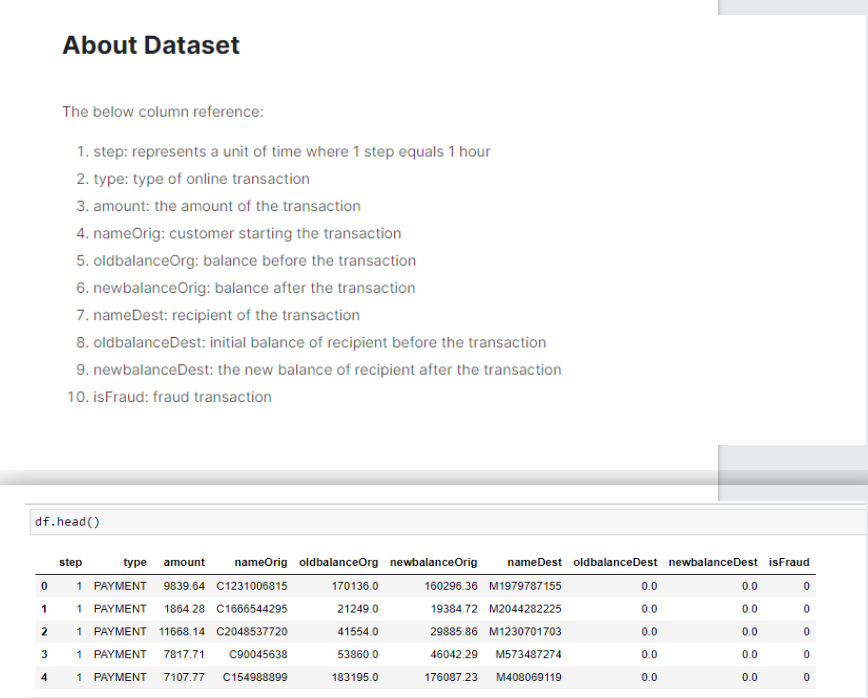 About Dataset
The below column reference:
1. step: represents a unit of time where 1 step equals 1 hour
2. type: type of online transaction
3. amount: the amount of the transaction
4. nameOrig: customer starting the transaction
5. oldbalanceOrg: balance before the transaction
6. newbalanceOrig: balance after the transaction
7. nameDest: recipient of the transaction
8. oldbalanceDest: initial balance of recipient before the transaction
9. newbalanceDest: the new balance of recipient after the transaction
10. isFraud: fraud transaction
df.head()
step type amount nameOrig oldbalanceOrg newbalanceOrig nameDest oldbalanceDest newbalanceDest isFraud
0 1 PAYMENT 9839.64 C1231006815 170136.0 160296.36 M1979787155 0.0 0.0 0
1 1 PAYMENT 1864.28 C1666544295 21249.0 19384.72 M2044282225 0.0 0.0 0
2 1 PAYMENT 11668.14 C2048537720 41554.0 29885.86 M1230701703 0.0 0.0 0
3 1 PAYMENT 7817.71 C90045638 53860.0 46042.29 M573487274 0.0 0.0 0
4 1 PAYMENT 7107.77 C154988899 183195.0 176087.23 M408069119 0.0 0.0 0